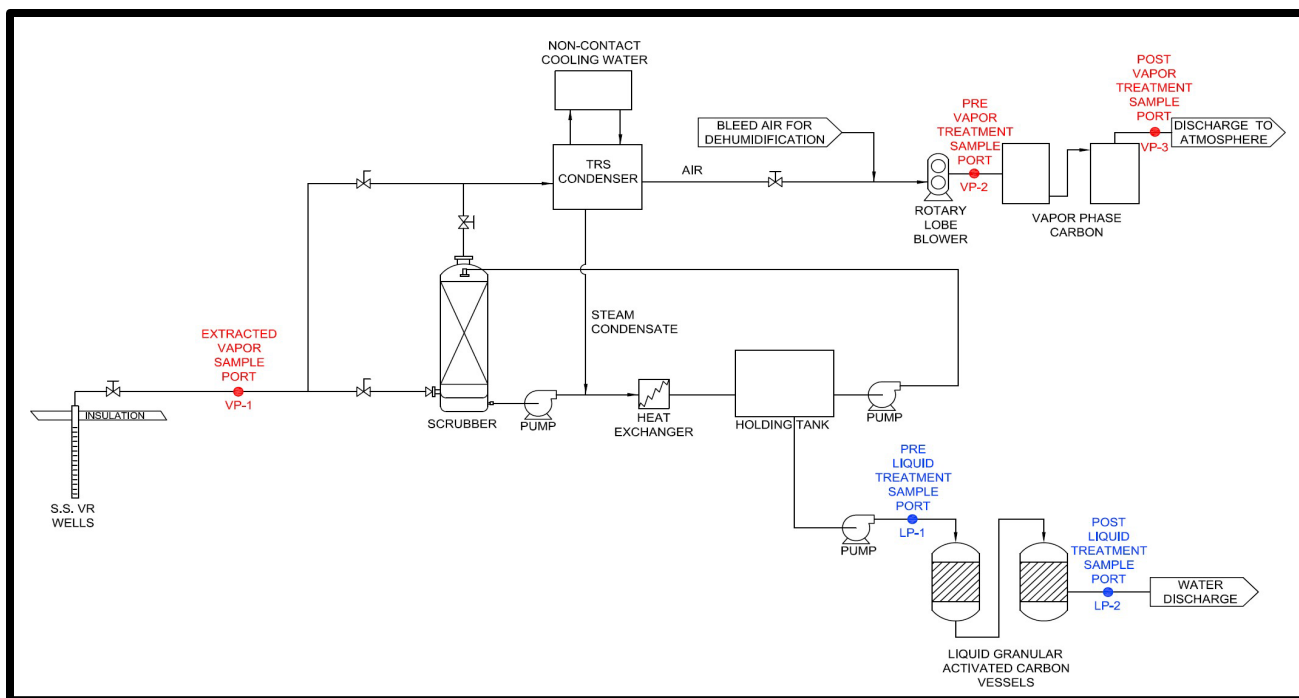 NON-CONTACT
COOLING WATER
POST
VAPOR
TREATMENT
SAMPLE
PORT
VP-3
DISCHARGE TO
ATMOSPHERE
PRE
VAPOR
TREATMENT
SAMPLE
PORT
VP-2
BLEED AIR FOR
DEHUMIDIFICATION
TRS
CONDENSER
AIR
ROTARY
LOBE
BLOWER
VAPOR PHASE
CARBON
STEAM
CONDENSATE
EXTRACTED
VAPOR
SAMPLE
PORT
VP-1
INSULATION
S.S. VR
WELLS
SCRUBBER
PUMP
HEAT
EXCHANGER
HOLDING TANK
PUMP
PRE
LIQUID
TREATMENT
SAMPLE
PORT
LP-1
PUMP
POST
LIQUID
TREATMENT
SAMPLE
PORT
LP-2
WATER
DISCHARGE
LIQUID GRANULAR
ACTIVATED CARBON
VESSELS